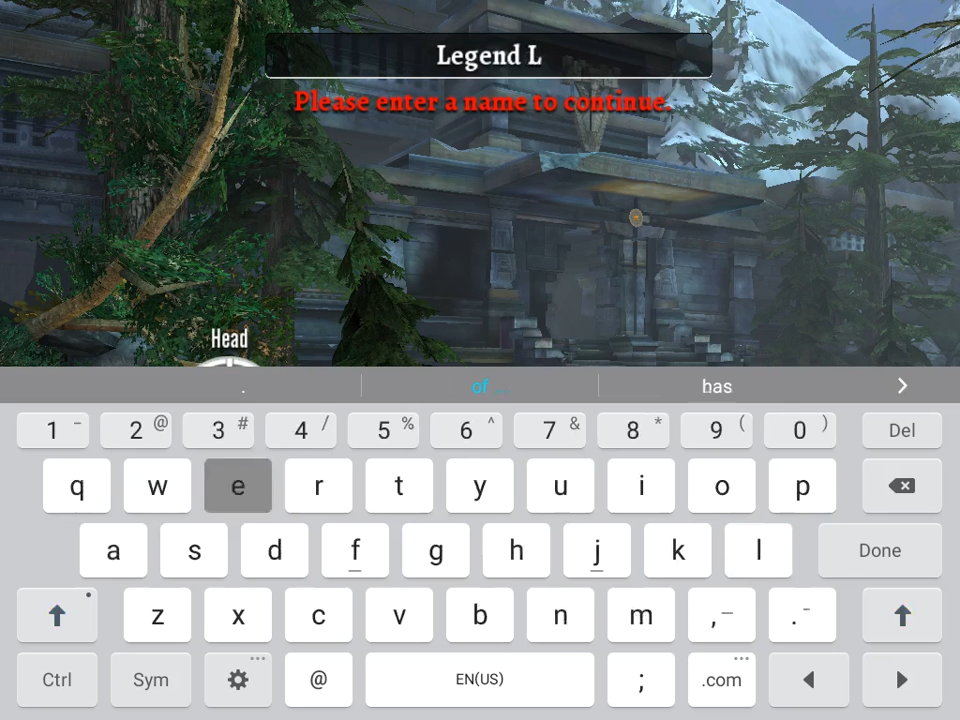 Legend L
Please enter a name to continue.
Head
. of ... has
1 - 2 @ 3 # 4 / 5 % 6 ^ 7 & 8 * 9 ( 0 ) Del
q w e r t y u i o p
a s d f g h j k l Done
z x c v b n m , — . -
Ctrl Sym ... @ EN(US) ; .com ...